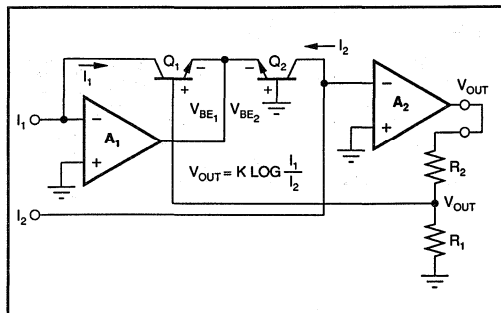 Q1
Q2
I2
I1
VOUT
I1
−
A1
+
+
−
−
+
VBE1
VBE2
−
A2
+
VOUT = K LOG I1/I2
R2
I2
VOUT
R1